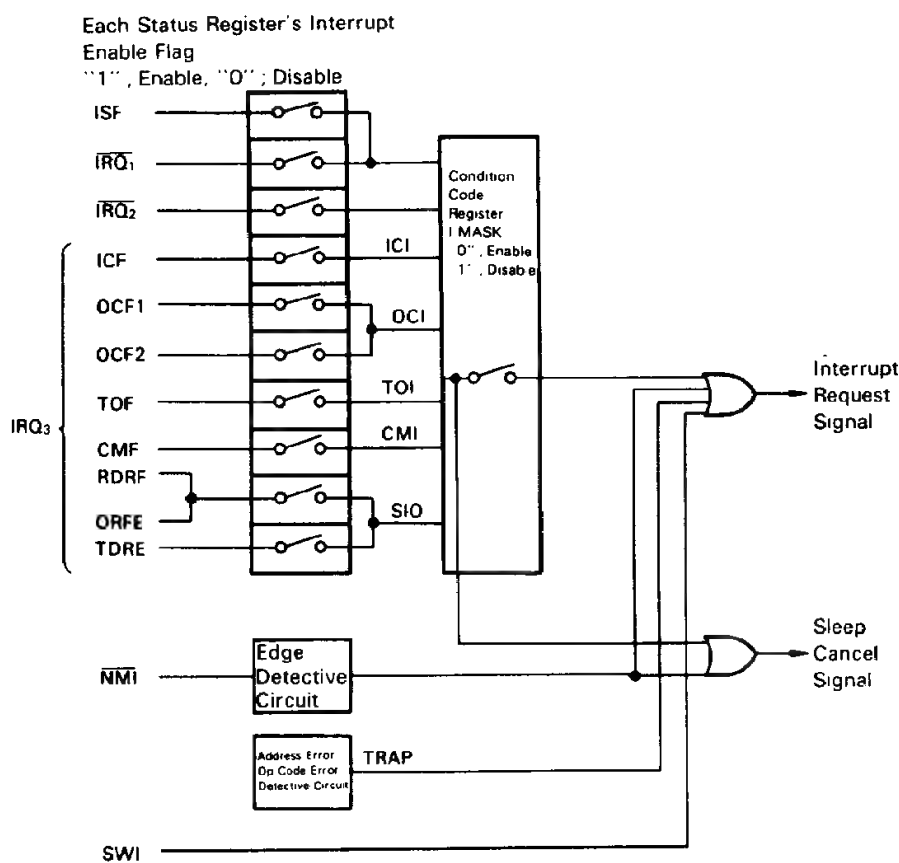 Each Status Register's Interrupt
Enable Flag
"1", Enable, "0"; Disable
ISF
IRQ1
IRQ2
ICF
OCF1
OCF2
TOF
CMF
RDRF
ORFE
TDRE
IRQ3
ICI
OCI
TOI
CMI
SIO
Condition
Code
Register
I MASK
0", Enable
1", Disable
Interrupt
Request
Signal
Sleep
Cancel
Signal
NMI
Edge
Detective
Circuit
Address Error
Op Code Error
Detective Circuit
TRAP
SWI